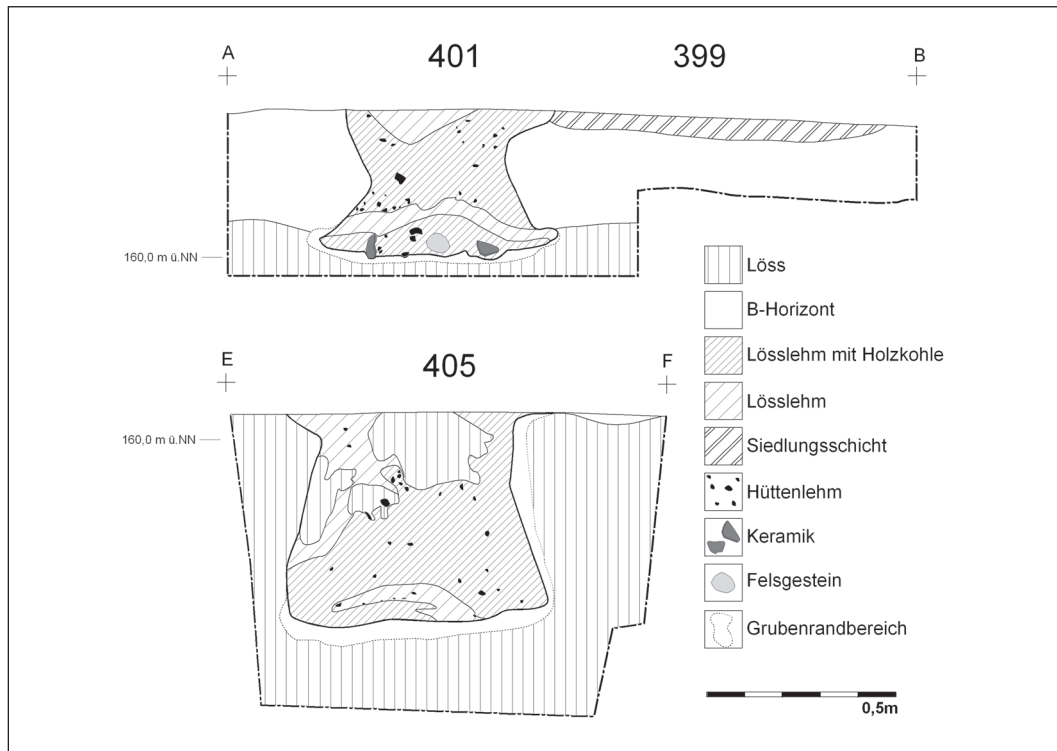 A 401 399 B
160,0 m ü.NN
E 405 F
160,0 m ü.NN
Löss
B-Horizont
Lösslehm mit Holzkohle
Lösslehm
Siedlungsschicht
Hüttenlehm
Keramik
Felsgestein
Grubenrandbereich
0,5m